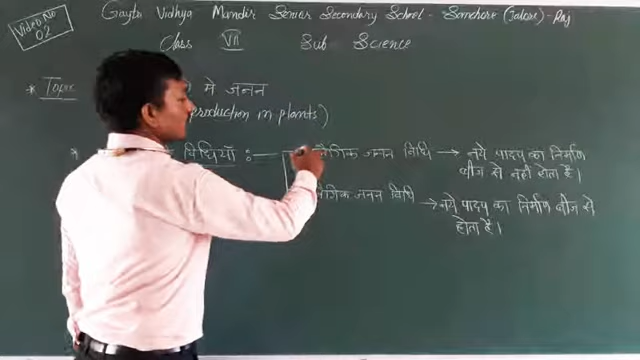 Video No 02
Gayta Vidhya Mandir Senior Secondary School - Sanchore (Jalore) - Raj
Class VII Sub Science
* Topic में जनन
production in plants)
* विधियाँ :— लैंगिक जनन विधि → नये पादप का निर्माण
बीज से नहीं होता है।
लैंगिक जनन विधि → नये पादप का निर्माण बीज से
होता है।